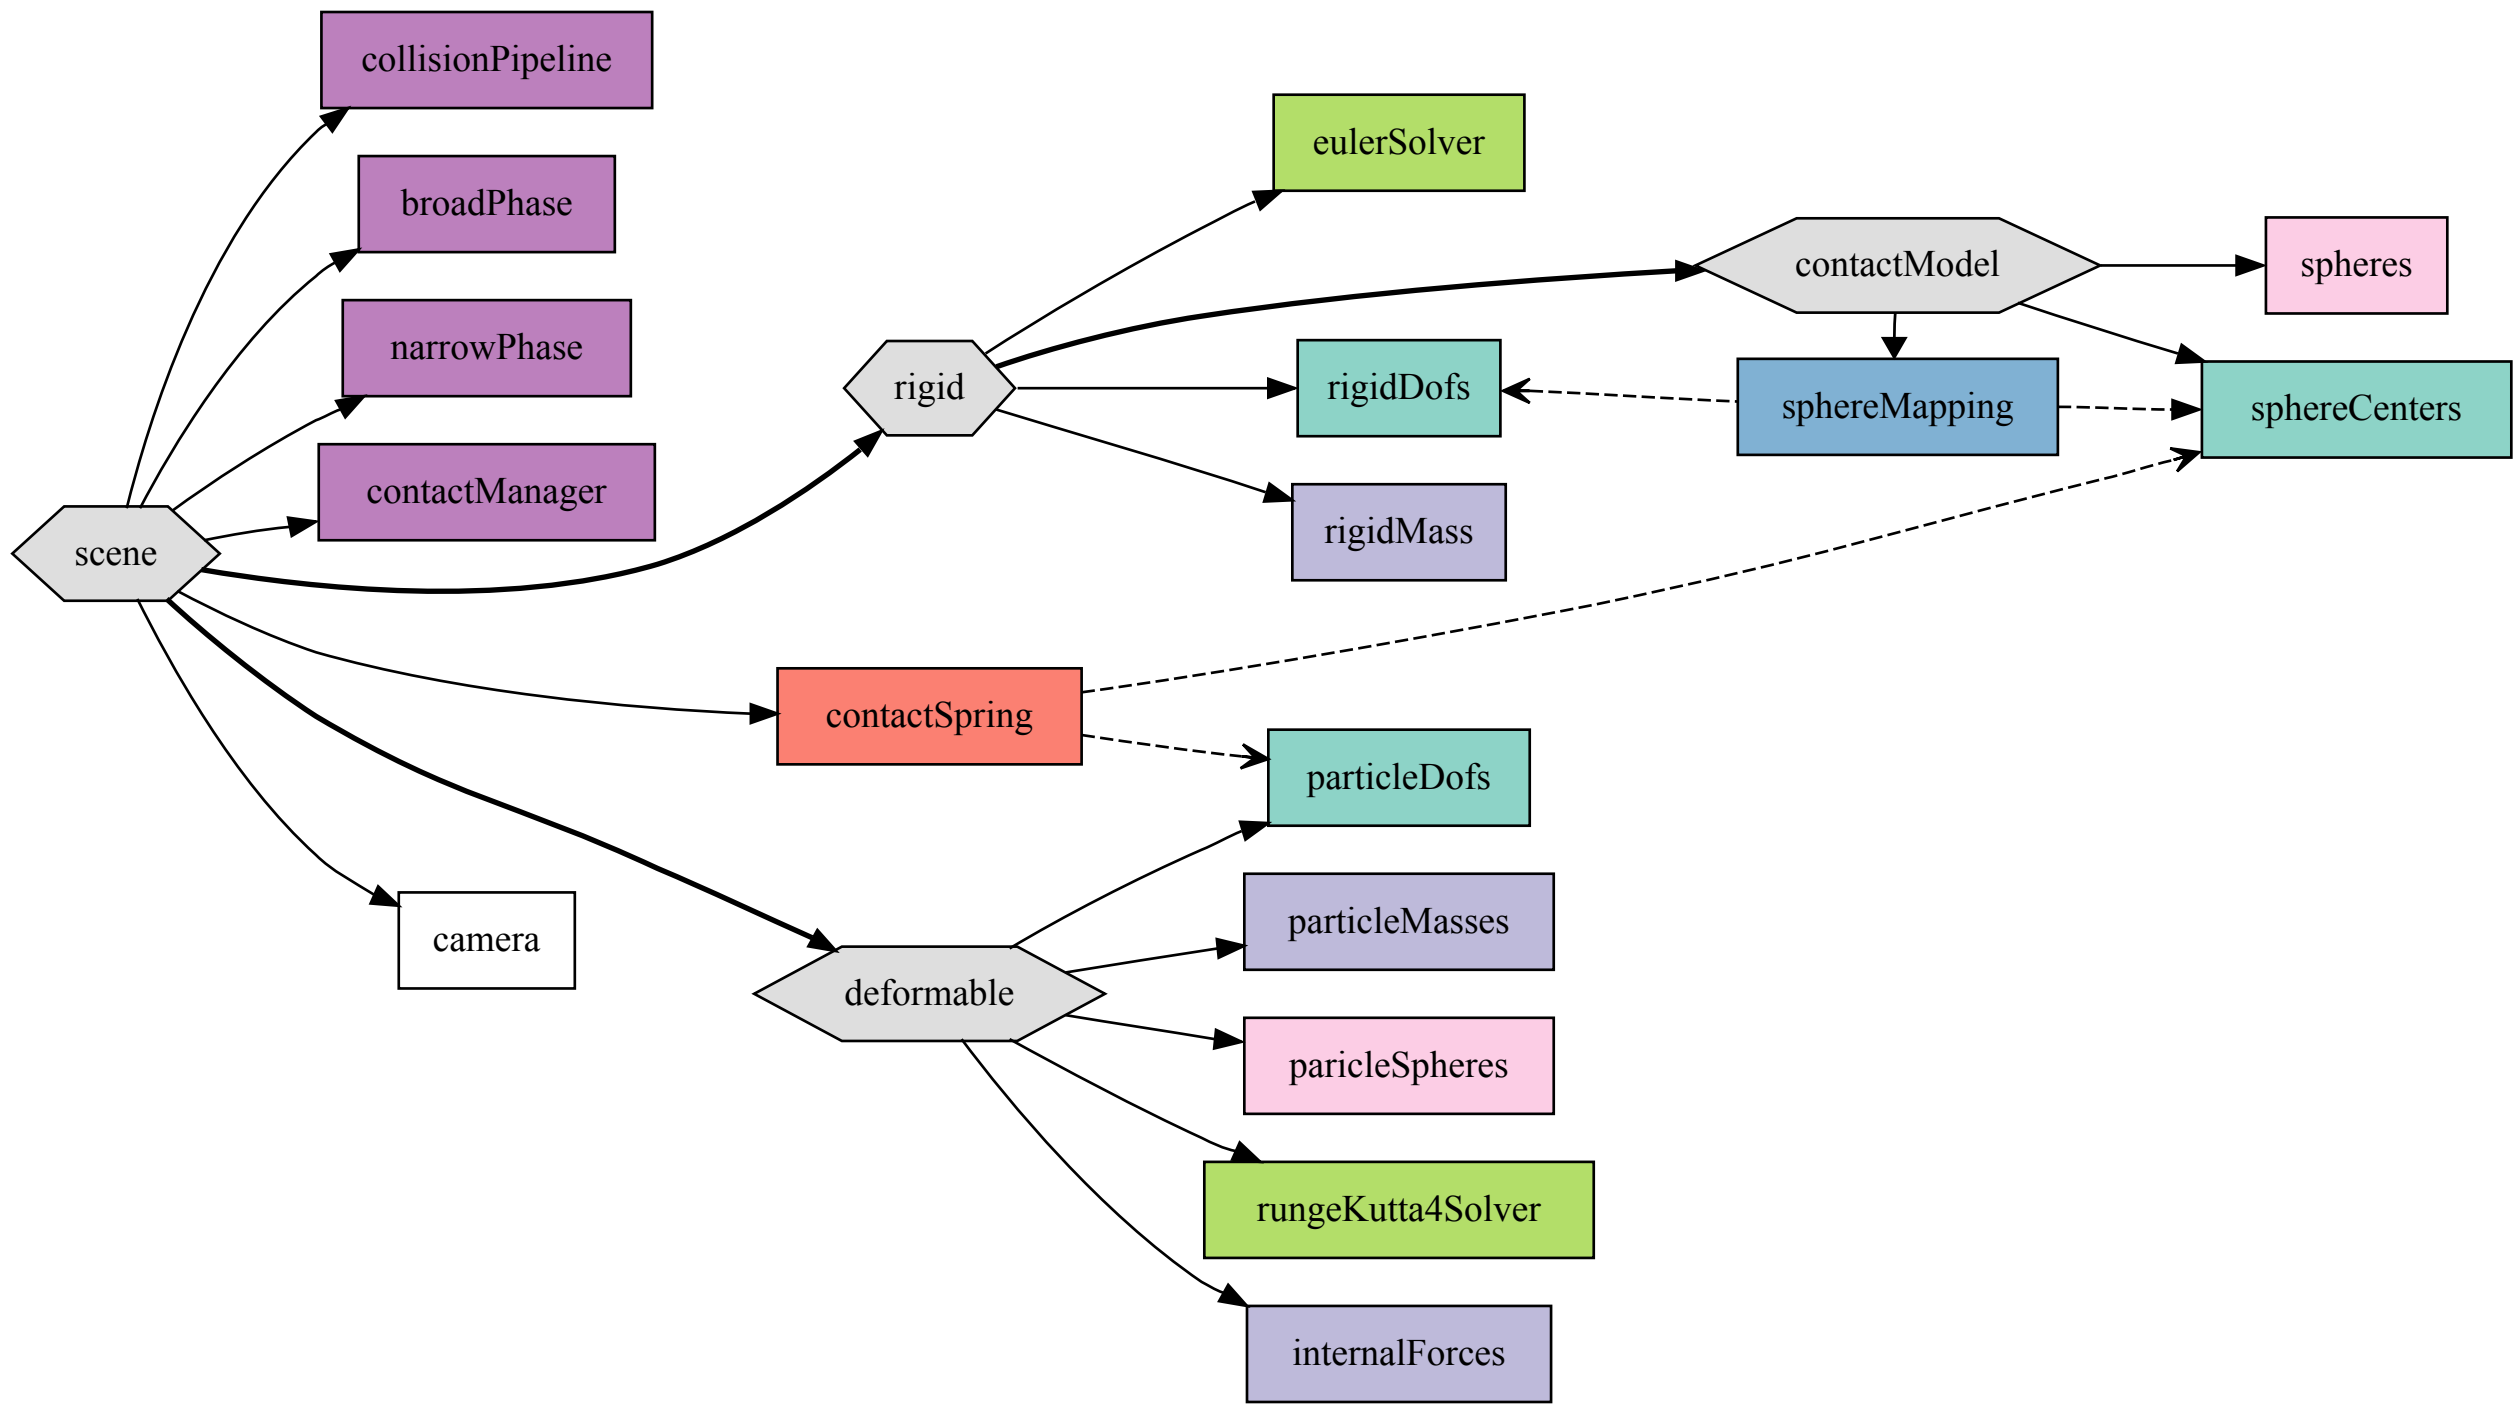 collisionPipeline
broadPhase
narrowPhase
contactManager
scene
camera
rigid
contactSpring
deformable
eulerSolver
rigidDofs
rigidMass
particleDofs
particleMasses
paricleSpheres
rungeKutta4Solver
internalForces
contactModel
sphereMapping
spheres
sphereCenters